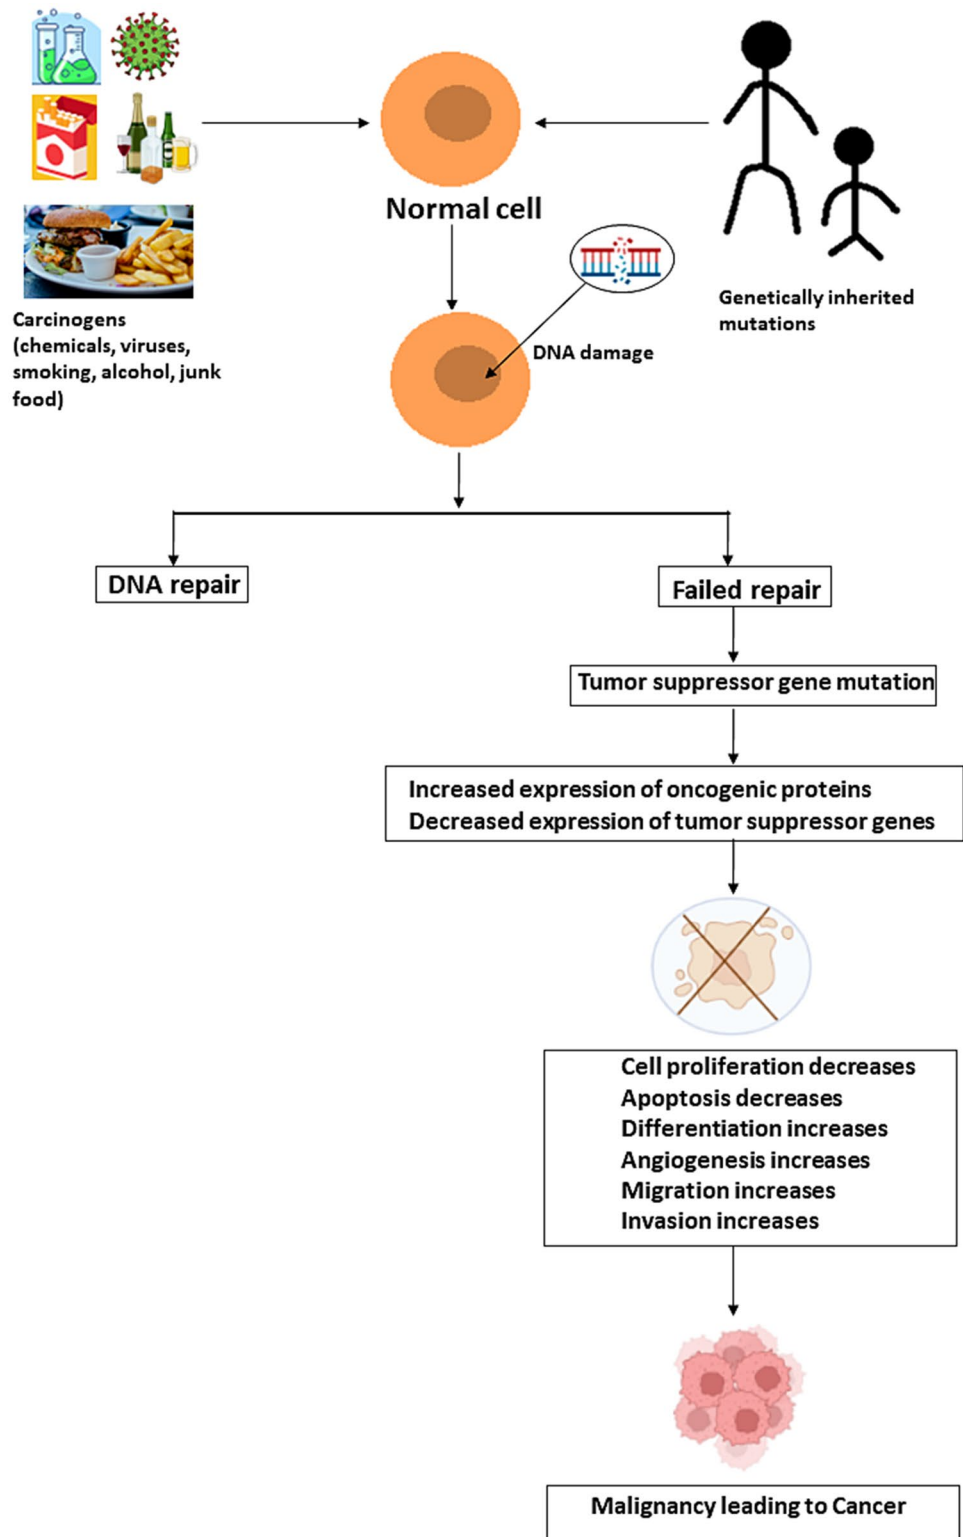 Normal cell
Carcinogens
(chemicals, viruses,
smoking, alcohol, junk
food)
Genetically inherited
mutations
DNA damage
DNA repair
Failed repair
Tumor suppressor gene mutation
Increased expression of oncogenic proteins
Decreased expression of tumor suppressor genes
Cell proliferation decreases
Apoptosis decreases
Differentiation increases
Angiogenesis increases
Migration increases
Invasion increases
Malignancy leading to Cancer